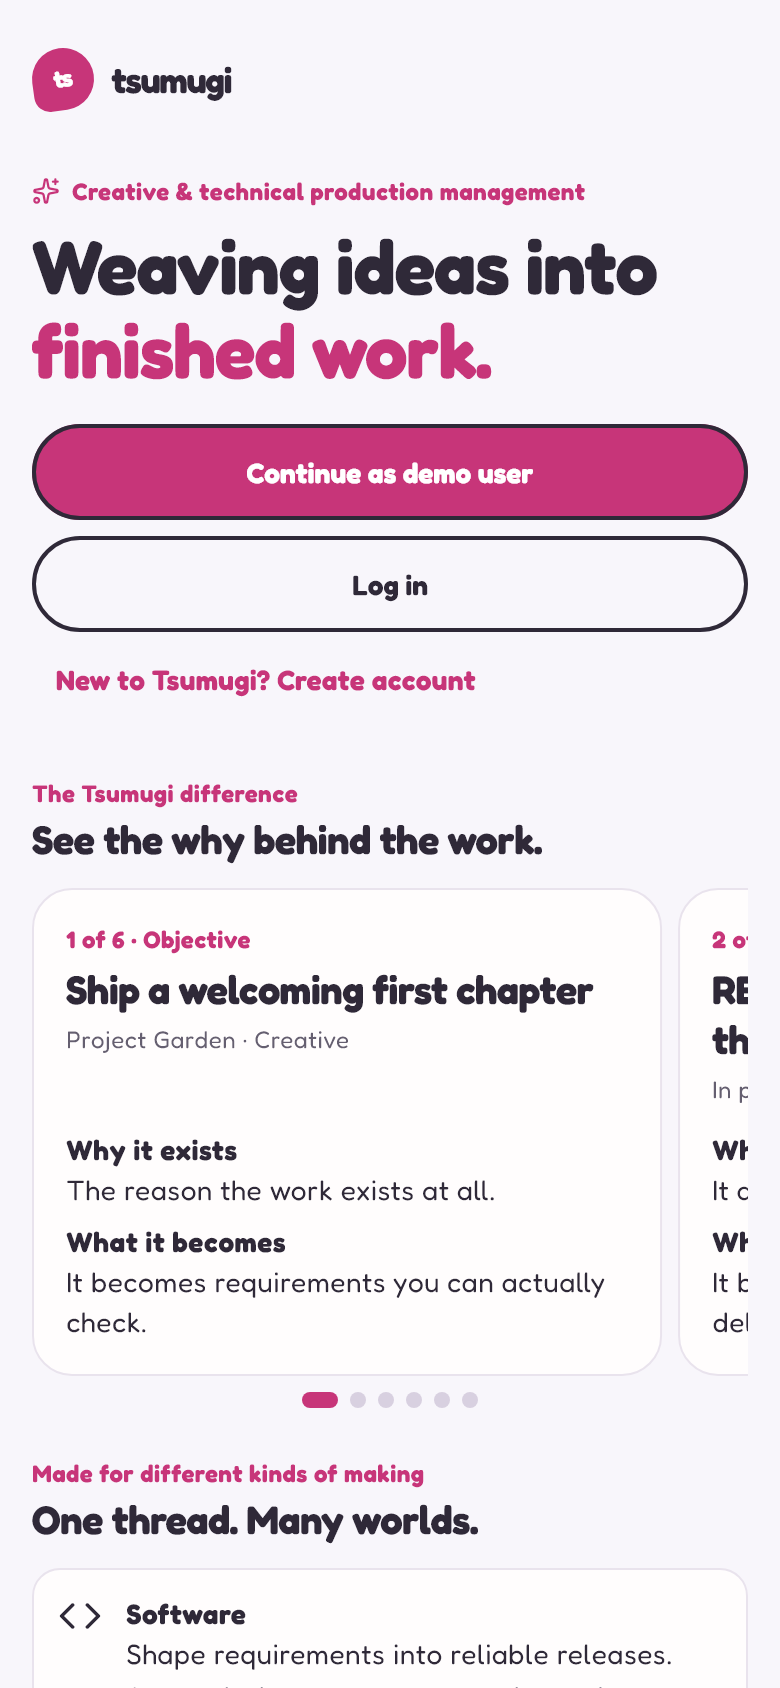 ts
tsumugi
Creative & technical production management
Weaving ideas into
finished work.
Continue as demo user
Log in
New to Tsumugi? Create account
The Tsumugi difference
See the why behind the work.
1 of 6 · Objective
Ship a welcoming first chapter
Project Garden · Creative
Why it exists
The reason the work exists at all.
What it becomes
It becomes requirements you can actually
check.
2
In
It
It
Made for different kinds of making
One thread. Many worlds.
Software
Shape requirements into reliable releases.